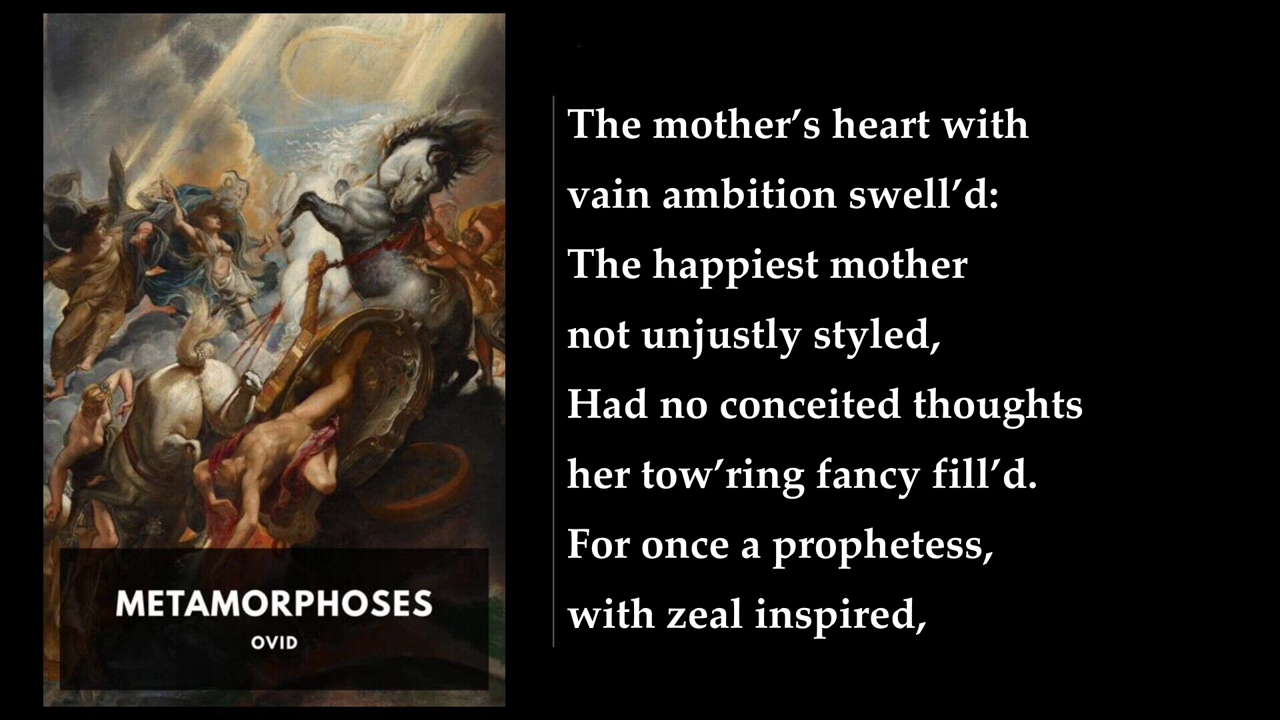 METAMORPHOSES
OVID
The mother’s heart with
vain ambition swell’d:
The happiest mother
not unjustly styled,
Had no conceited thoughts
her tow’ring fancy fill’d.
For once a prophetess,
with zeal inspired,